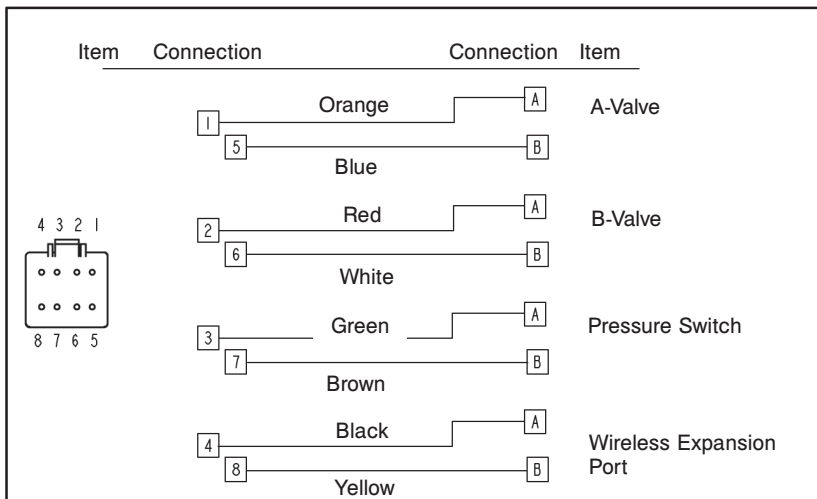 Item Connection Connection Item
Orange A A-Valve
1
5 B
Blue
Red A B-Valve
2
6 B
White
4 3 2 1
8 7 6 5
Green A Pressure Switch
3
7 B
Brown
Black A
4
Wireless Expansion
Port
8 B
Yellow